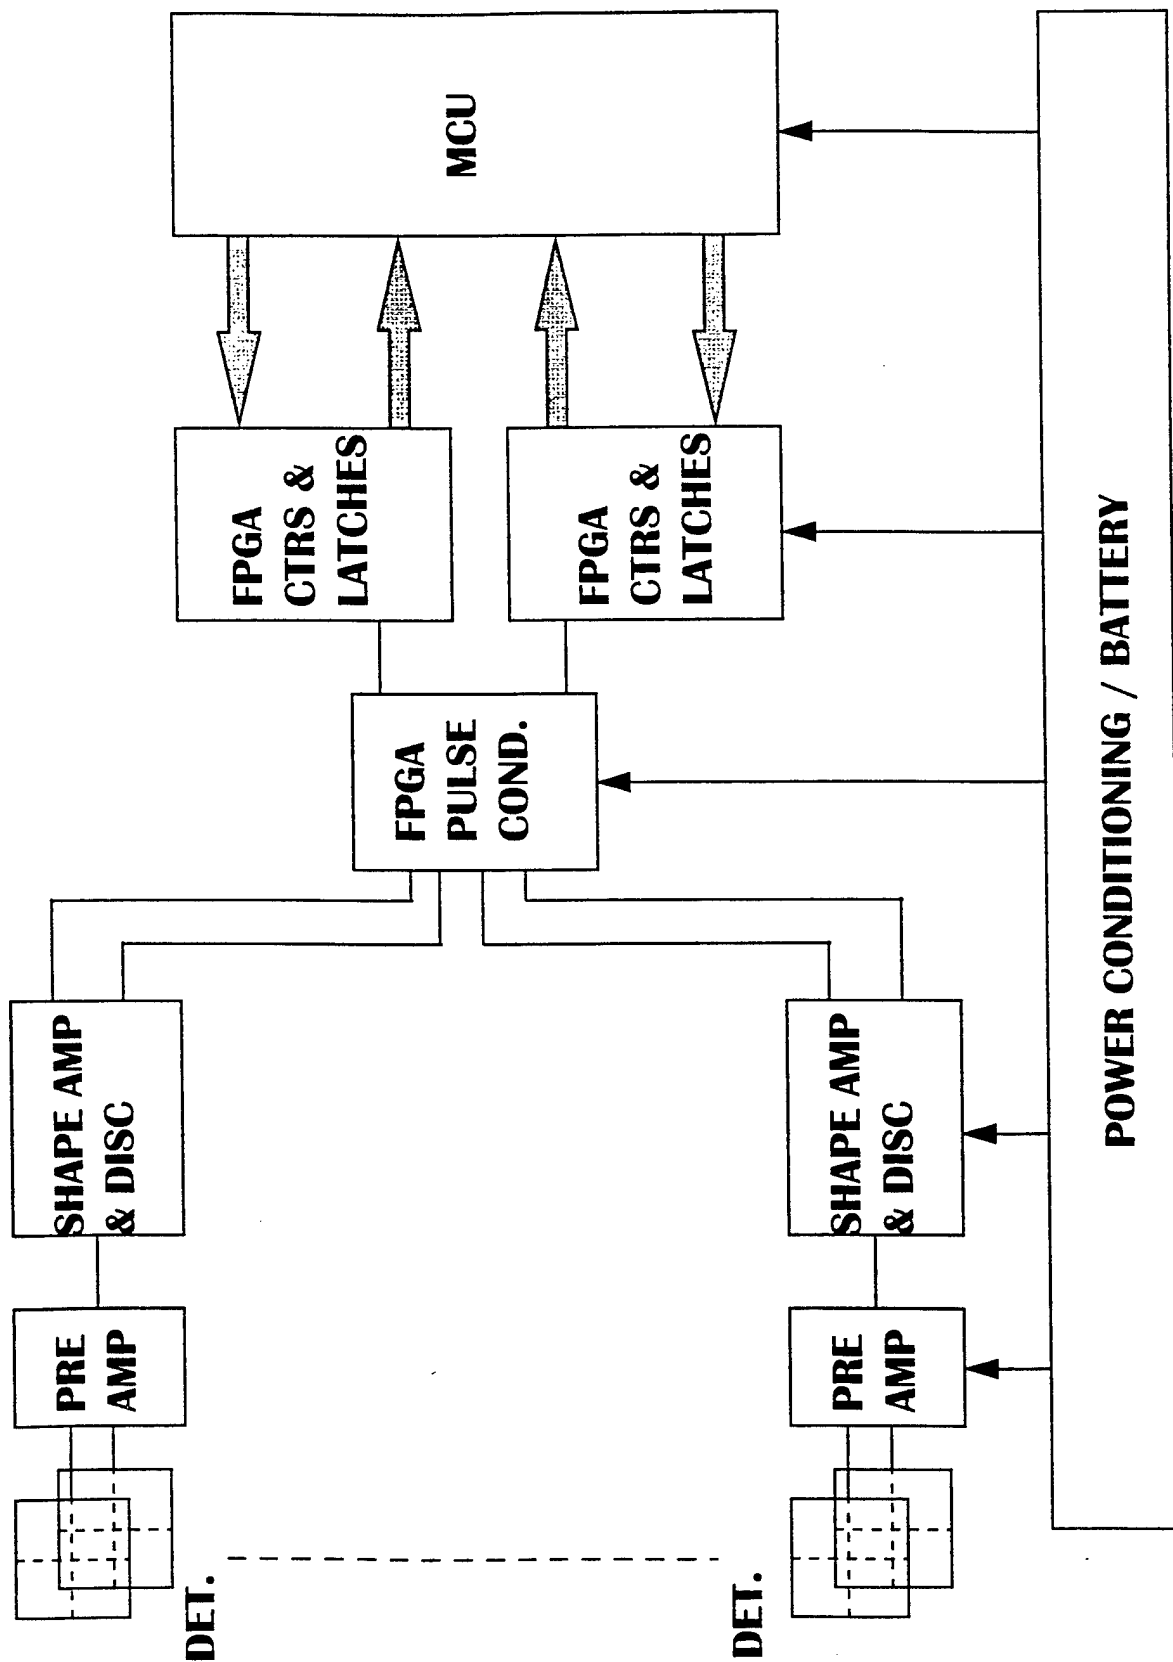 DET.
PRE
AMP
SHAPE AMP
& DISC
FPGA
PULSE
COND.
FPGA
CTRS &
LATCHES
MCU
DET.
PRE
AMP
SHAPE AMP
& DISC
FPGA
CTRS &
LATCHES
POWER CONDITIONING / BATTERY